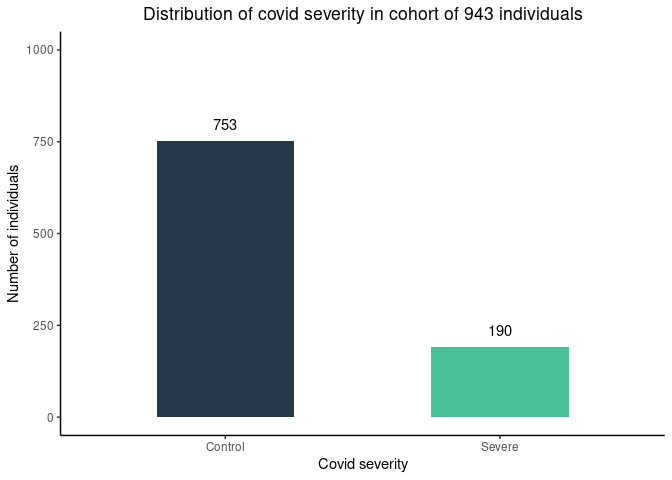 Distribution of covid severity in cohort of 943 individuals
Number of individuals
1000
750
500
250
0
753
190
Control
Severe
Covid severity